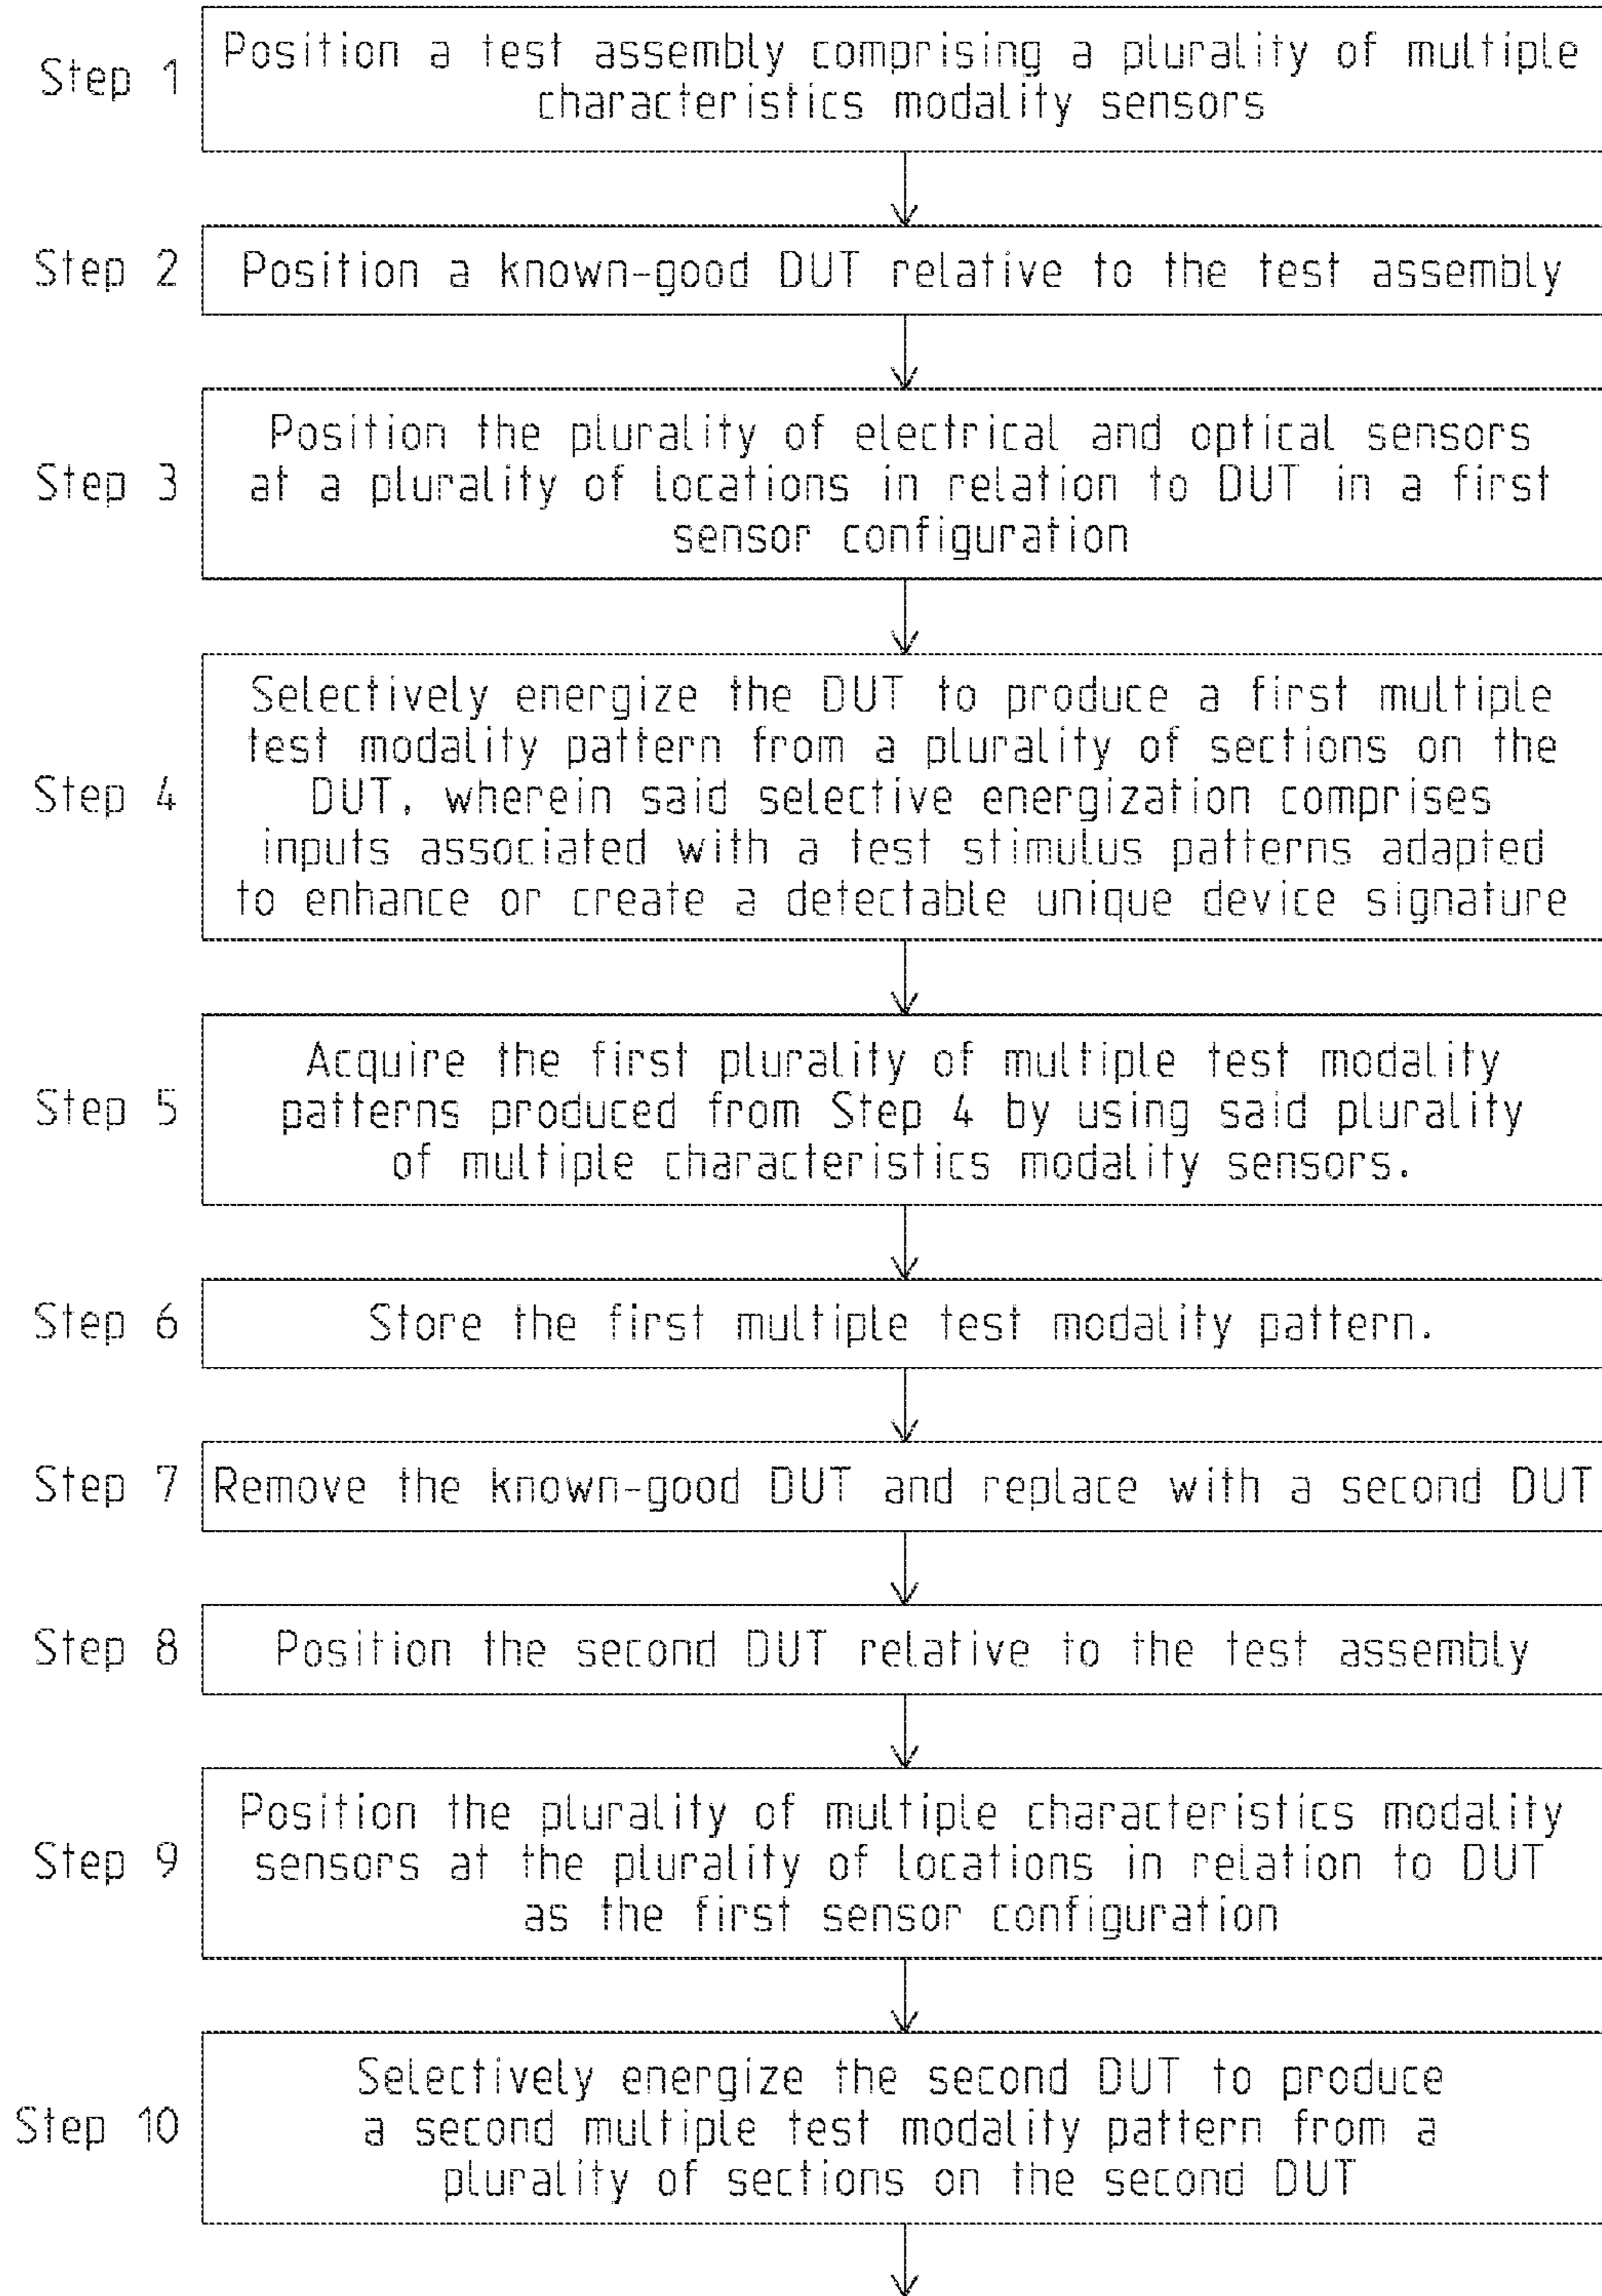 Step 1
Position a test assembly comprising a plurality of multiple
characteristics modality sensors
Step 2
Position a known-good DUT relative to the test assembly
Step 3
Position the plurality of electrical and optical sensors
at a plurality of locations in relation to DUT in a first
sensor configuration
Step 4
Selectively energize the DUT to produce a first multiple
test modality pattern from a plurality of sections on the
DUT, wherein said selective energization comprises
inputs associated with a test stimulus patterns adapted
to enhance or create a detectable unique device signature
Step 5
Acquire the first plurality of multiple test modality
patterns produced from Step 4 by using said plurality
of multiple characteristics modality sensors.
Step 6
Store the first multiple test modality pattern.
Step 7
Remove the known-good DUT and replace with a second DUT
Step 8
Position the second DUT relative to the test assembly
Step 9
Position the plurality of multiple characteristics modality
sensors at the plurality of locations in relation to DUT
as the first sensor configuration
Step 10
Selectively energize the second DUT to produce
a second multiple test modality pattern from a
plurality of sections on the second DUT